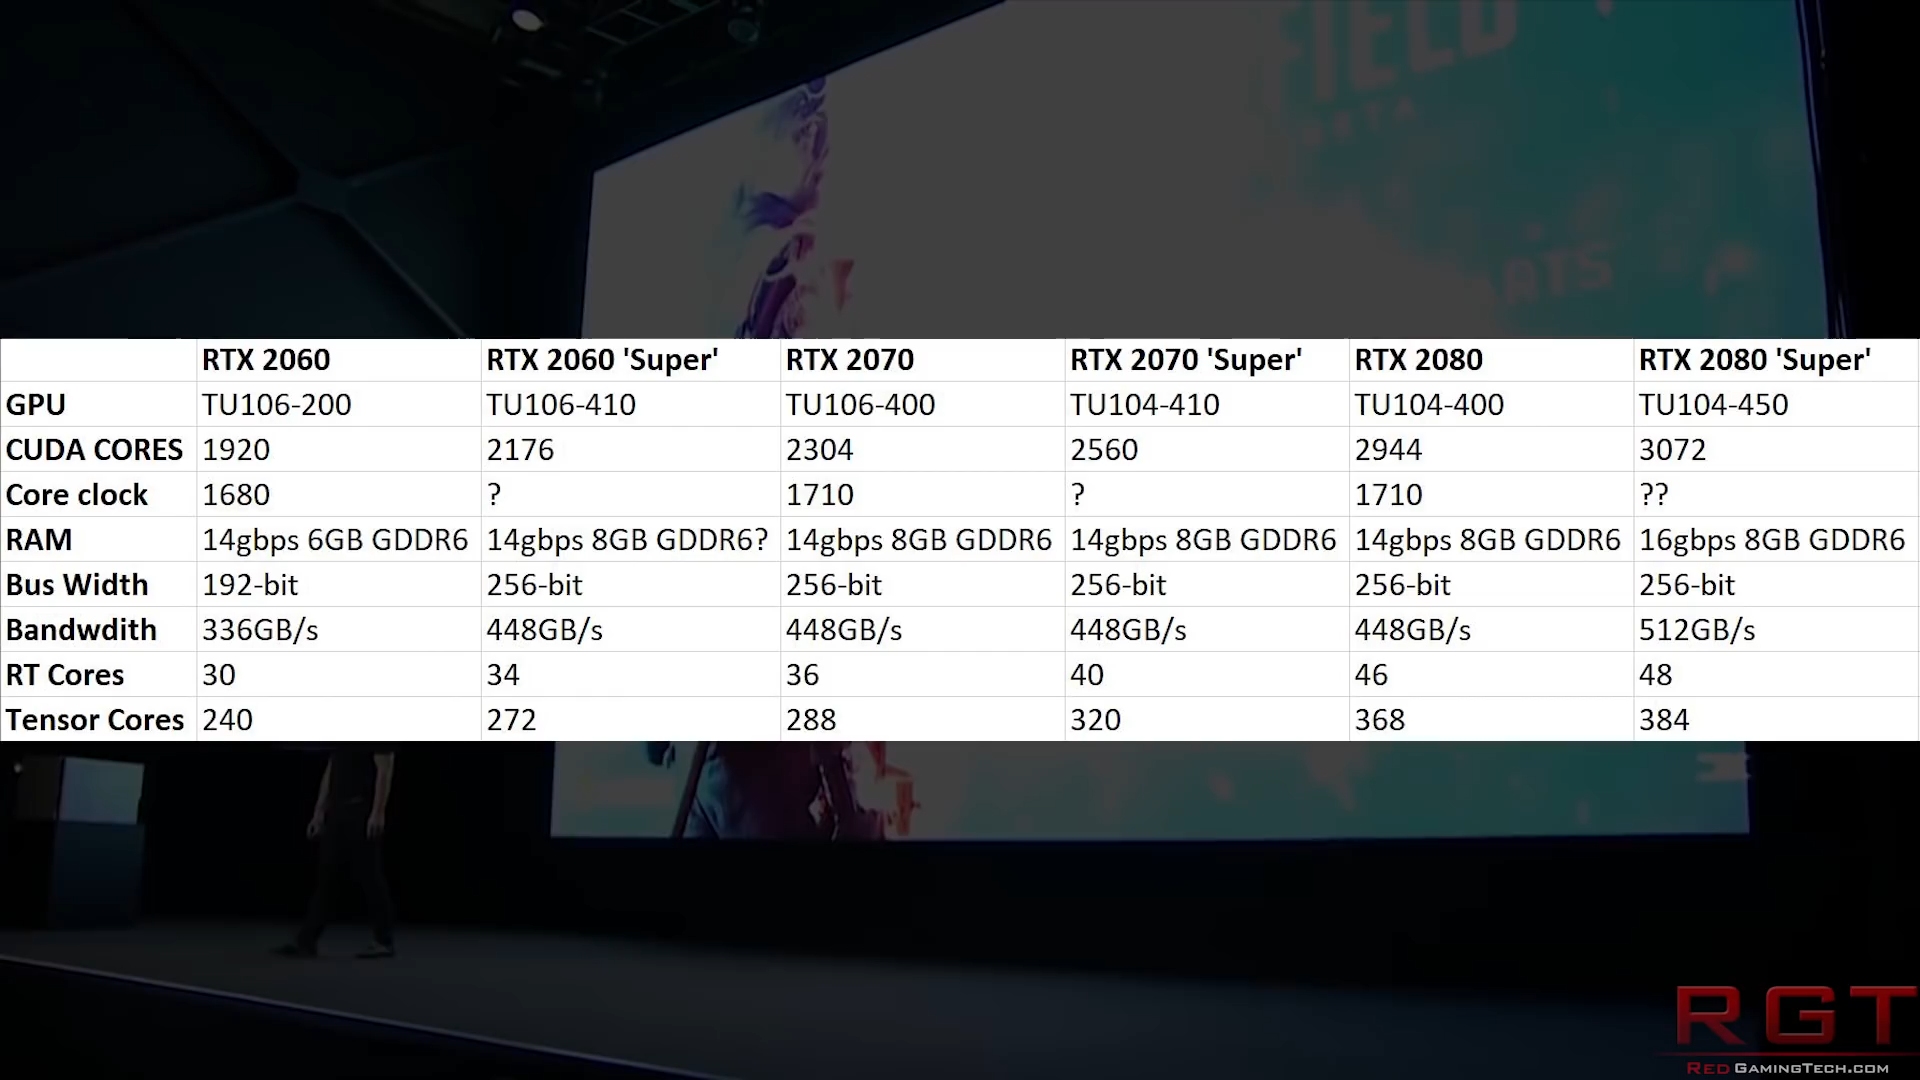 FIELD
BETA
ARTS
RTX 2060 RTX 2060 'Super' RTX 2070 RTX 2070 'Super' RTX 2080 RTX 2080 'Super'
GPU TU106-200 TU106-410 TU106-400 TU104-410 TU104-400 TU104-450
CUDA CORES 1920 2176 2304 2560 2944 3072
Core clock 1680 ? 1710 ? 1710 ??
RAM 14gbps 6GB GDDR6 14gbps 8GB GDDR6? 14gbps 8GB GDDR6 14gbps 8GB GDDR6 14gbps 8GB GDDR6 16gbps 8GB GDDR6
Bus Width 192-bit 256-bit 256-bit 256-bit 256-bit 256-bit
Bandwdith 336GB/s 448GB/s 448GB/s 448GB/s 448GB/s 512GB/s
RT Cores 30 34 36 40 46 48
Tensor Cores 240 272 288 320 368 384
RGT
REDGAMINGTECH.COM